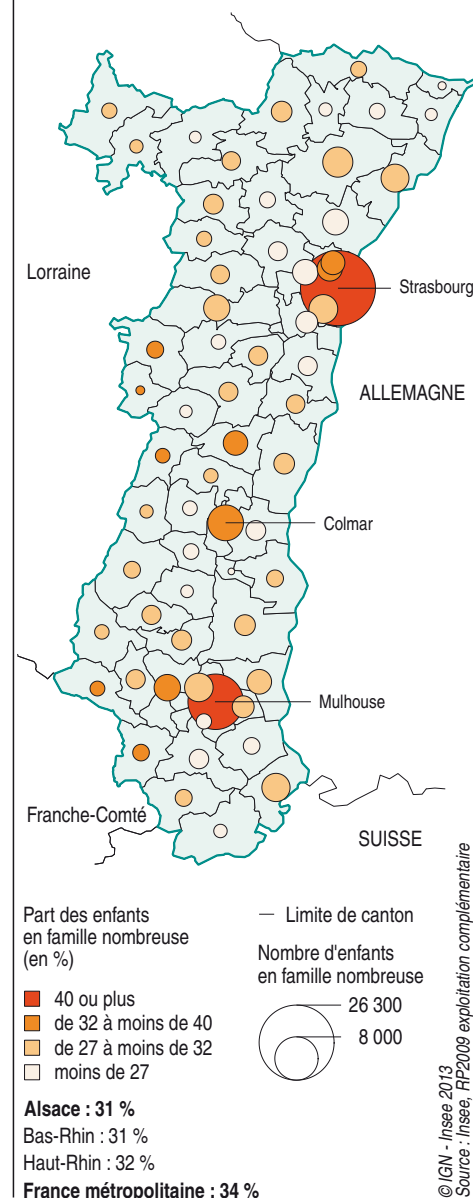 Lorraine
Strasbourg
ALLEMAGNE
Colmar
Mulhouse
Franche-Comté
SUISSE
Part des enfants
en famille nombreuse
(en %)
40 ou plus
de 32 à moins de 40
de 27 à moins de 32
moins de 27
Limite de canton
Nombre d'enfants
en famille nombreuse
26 300
8 000
Alsace : 31 %
Bas-Rhin : 31 %
Haut-Rhin : 32 %
France métropolitaine : 34 %
©IGN - Insee 2013
Source : Insee, RP2009 exploitation complémentaire